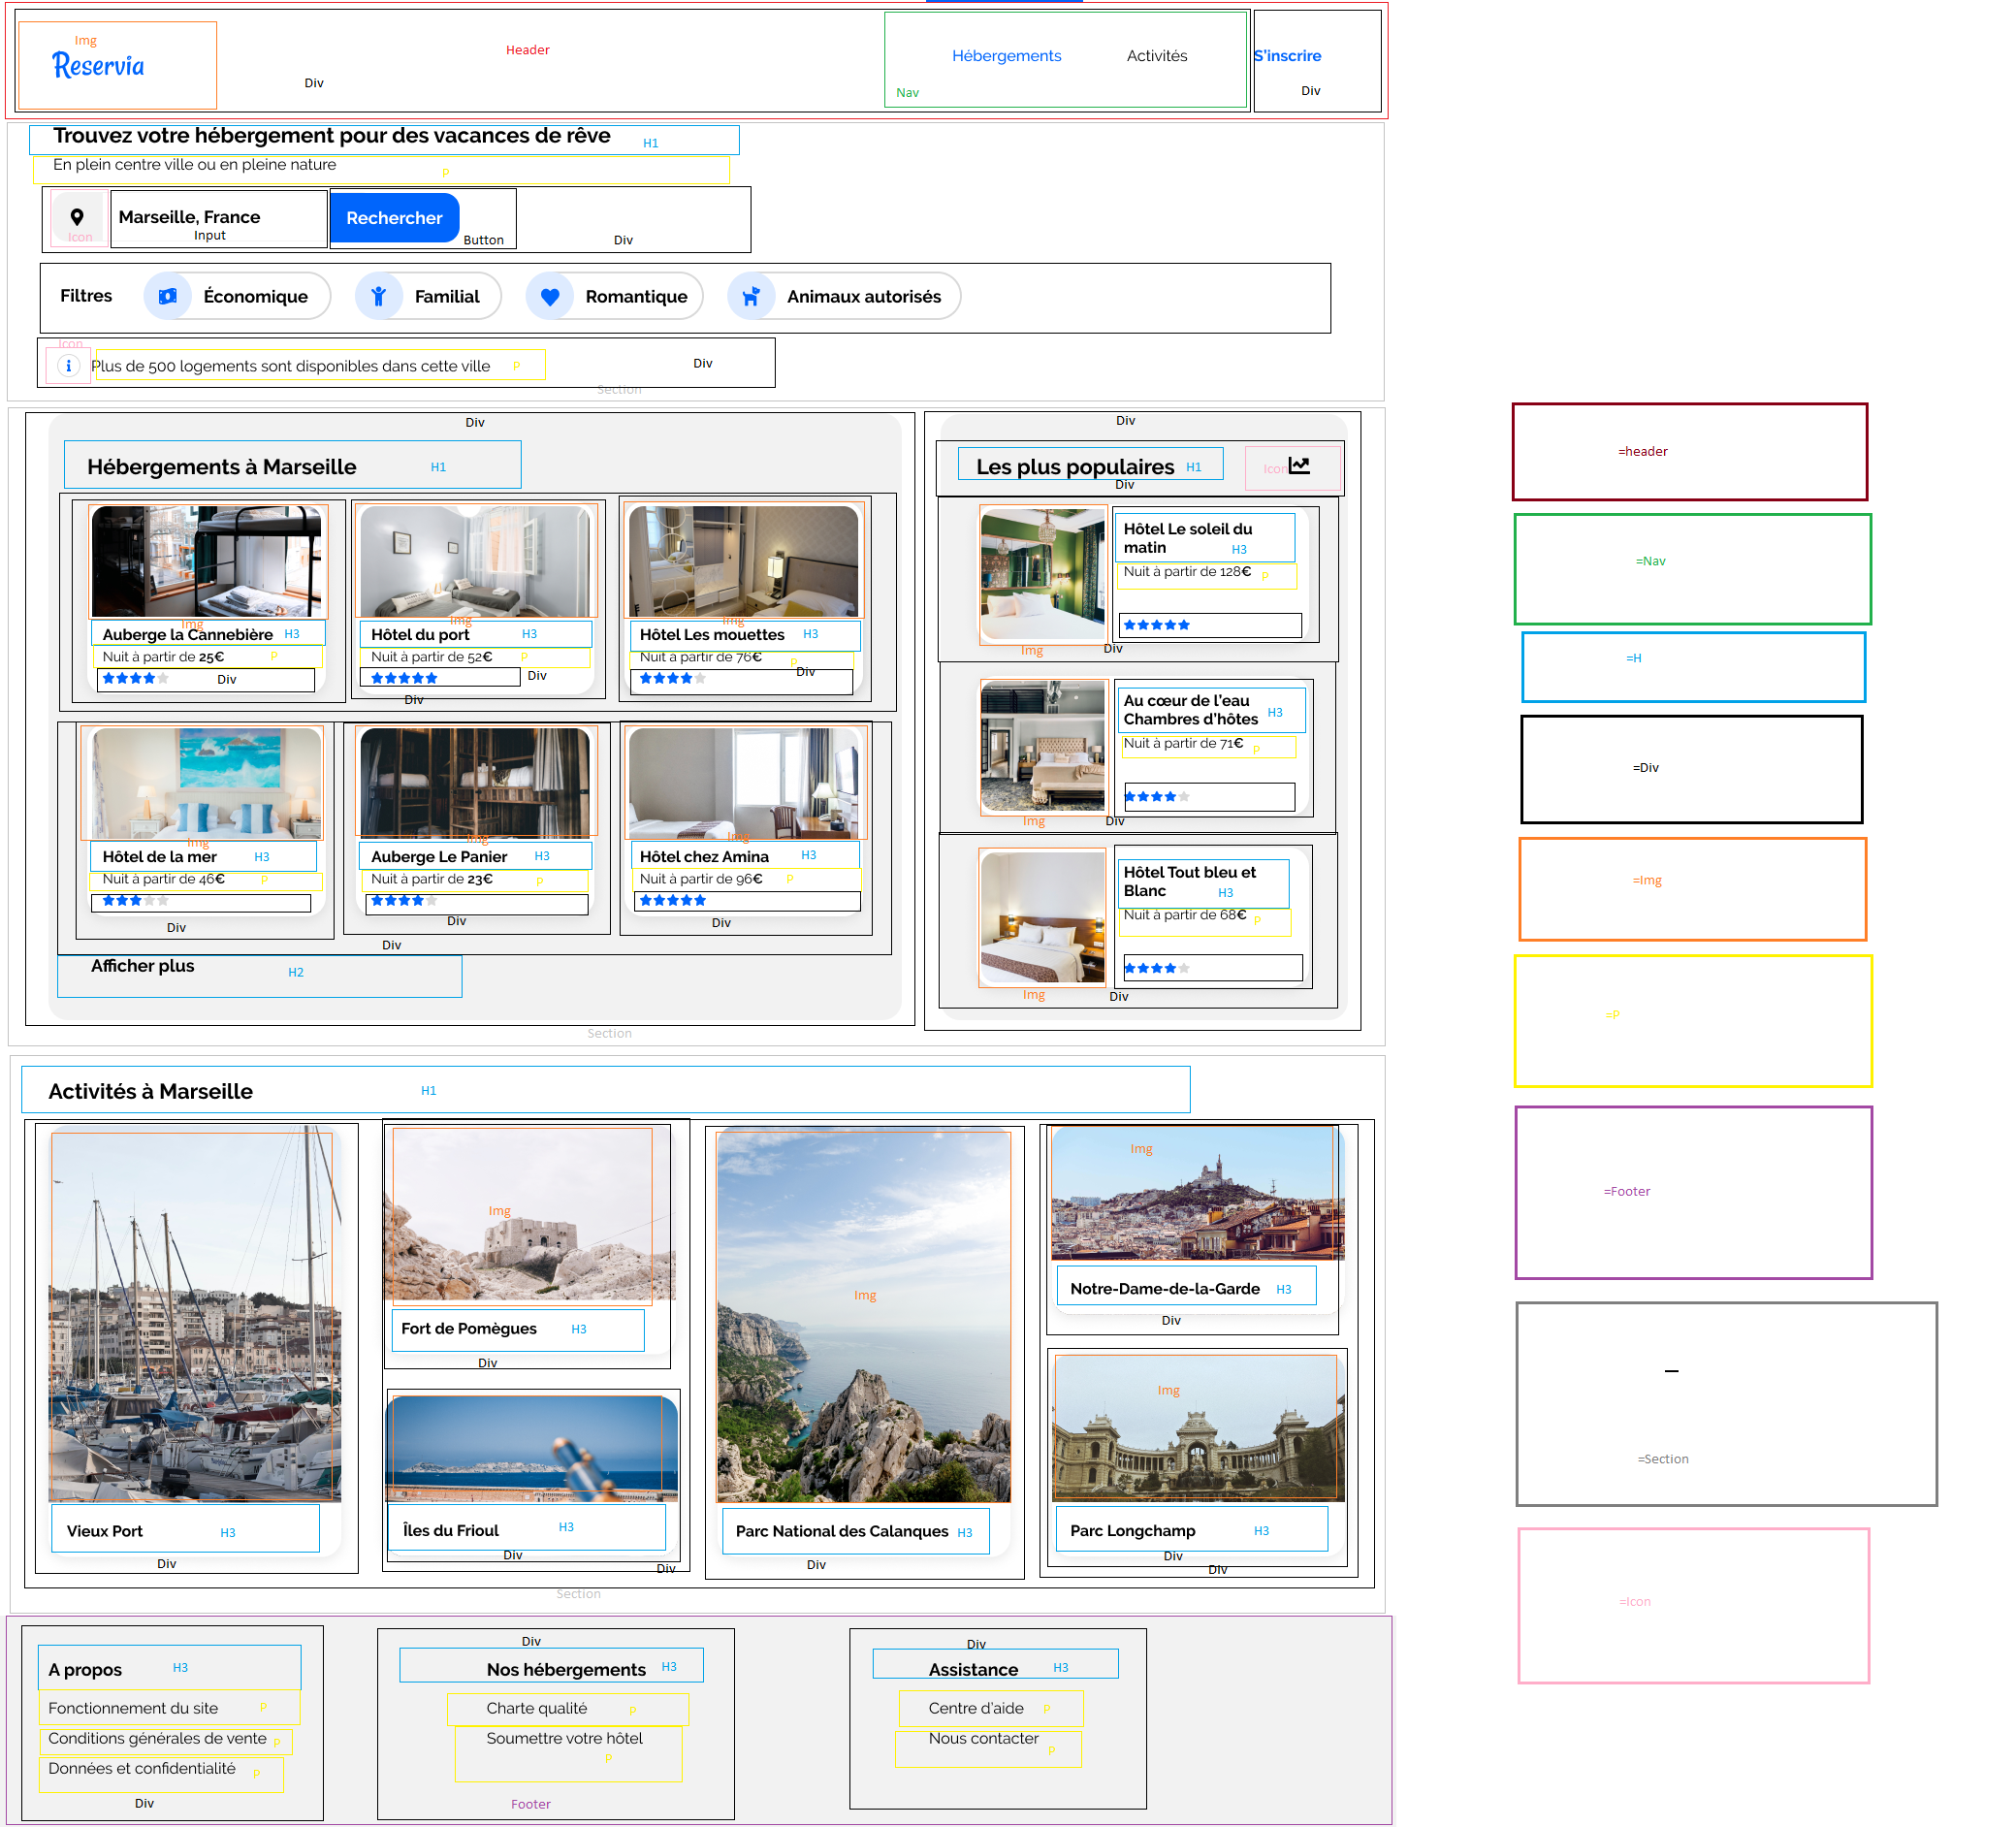 Img
Reservia
Header
Div
Hébergements
Activités
Nav
S'inscrire
Div
Trouvez votre hébergement pour des vacances de rêve
H1
En plein centre ville ou en pleine nature
P
Icon
Marseille, France
Input
Rechercher
Button
Div
Filtres
Économique
Familial
Romantique
Animaux autorisés
Icon
Plus de 500 logements sont disponibles dans cette ville
P
Div
Section
Div
Hébergements à Marseille
H1
Img
Auberge la Cannebière
H3
Nuit à partir de 25€
P
Div
Img
Hôtel du port
H3
Nuit à partir de 52€
P
Div
Img
Hôtel Les mouettes
H3
Nuit à partir de 76€
P
Div
Div
Img
Hôtel de la mer
H3
Nuit à partir de 46€
P
Div
Img
Auberge Le Panier
H3
Nuit à partir de 23€
P
Div
Img
Hôtel chez Amina
H3
Nuit à partir de 96€
P
Div
Div
Afficher plus
H2
Div
Les plus populaires
H1
Icon
Div
Hôtel Le soleil du
matin
H3
Nuit à partir de 128€
P
Img
Div
Au cœur de l'eau
Chambres d'hôtes
H3
Nuit à partir de 71€
P
Img
Div
Hôtel Tout bleu et
Blanc
H3
Nuit à partir de 68€
P
Img
Div
Section
Activités à Marseille
H1
Vieux Port
H3
Div
Img
Fort de Pomègues
H3
Div
Îles du Frioul
H3
Div
Div
Img
Parc National des Calanques
H3
Div
Img
Notre-Dame-de-la-Garde
H3
Div
Img
Parc Longchamp
H3
Div
Div
Section
A propos
H3
Fonctionnement du site
P
Conditions générales de vente
P
Données et confidentialité
P
Div
Div
Nos hébergements
H3
Charte qualité
P
Soumettre votre hôtel
P
Div
Assistance
H3
Centre d'aide
P
Nous contacter
P
Footer
=header
=Nav
=H
=Div
=Img
=P
=Footer
=Section
=Icon